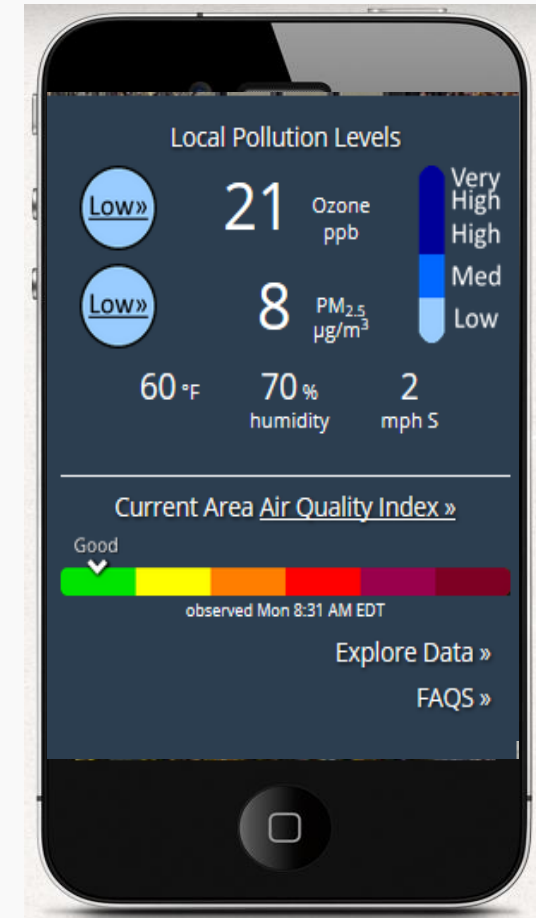 Local Pollution Levels
Low»
21
Ozone
ppb
Low»
8
PM2.5
µg/m3
Very
High
High
Med
Low
60 °F
70 %
humidity
2
mph S
Current Area Air Quality Index »
Good
observed Mon 8:31 AM EDT
Explore Data »
FAQS »